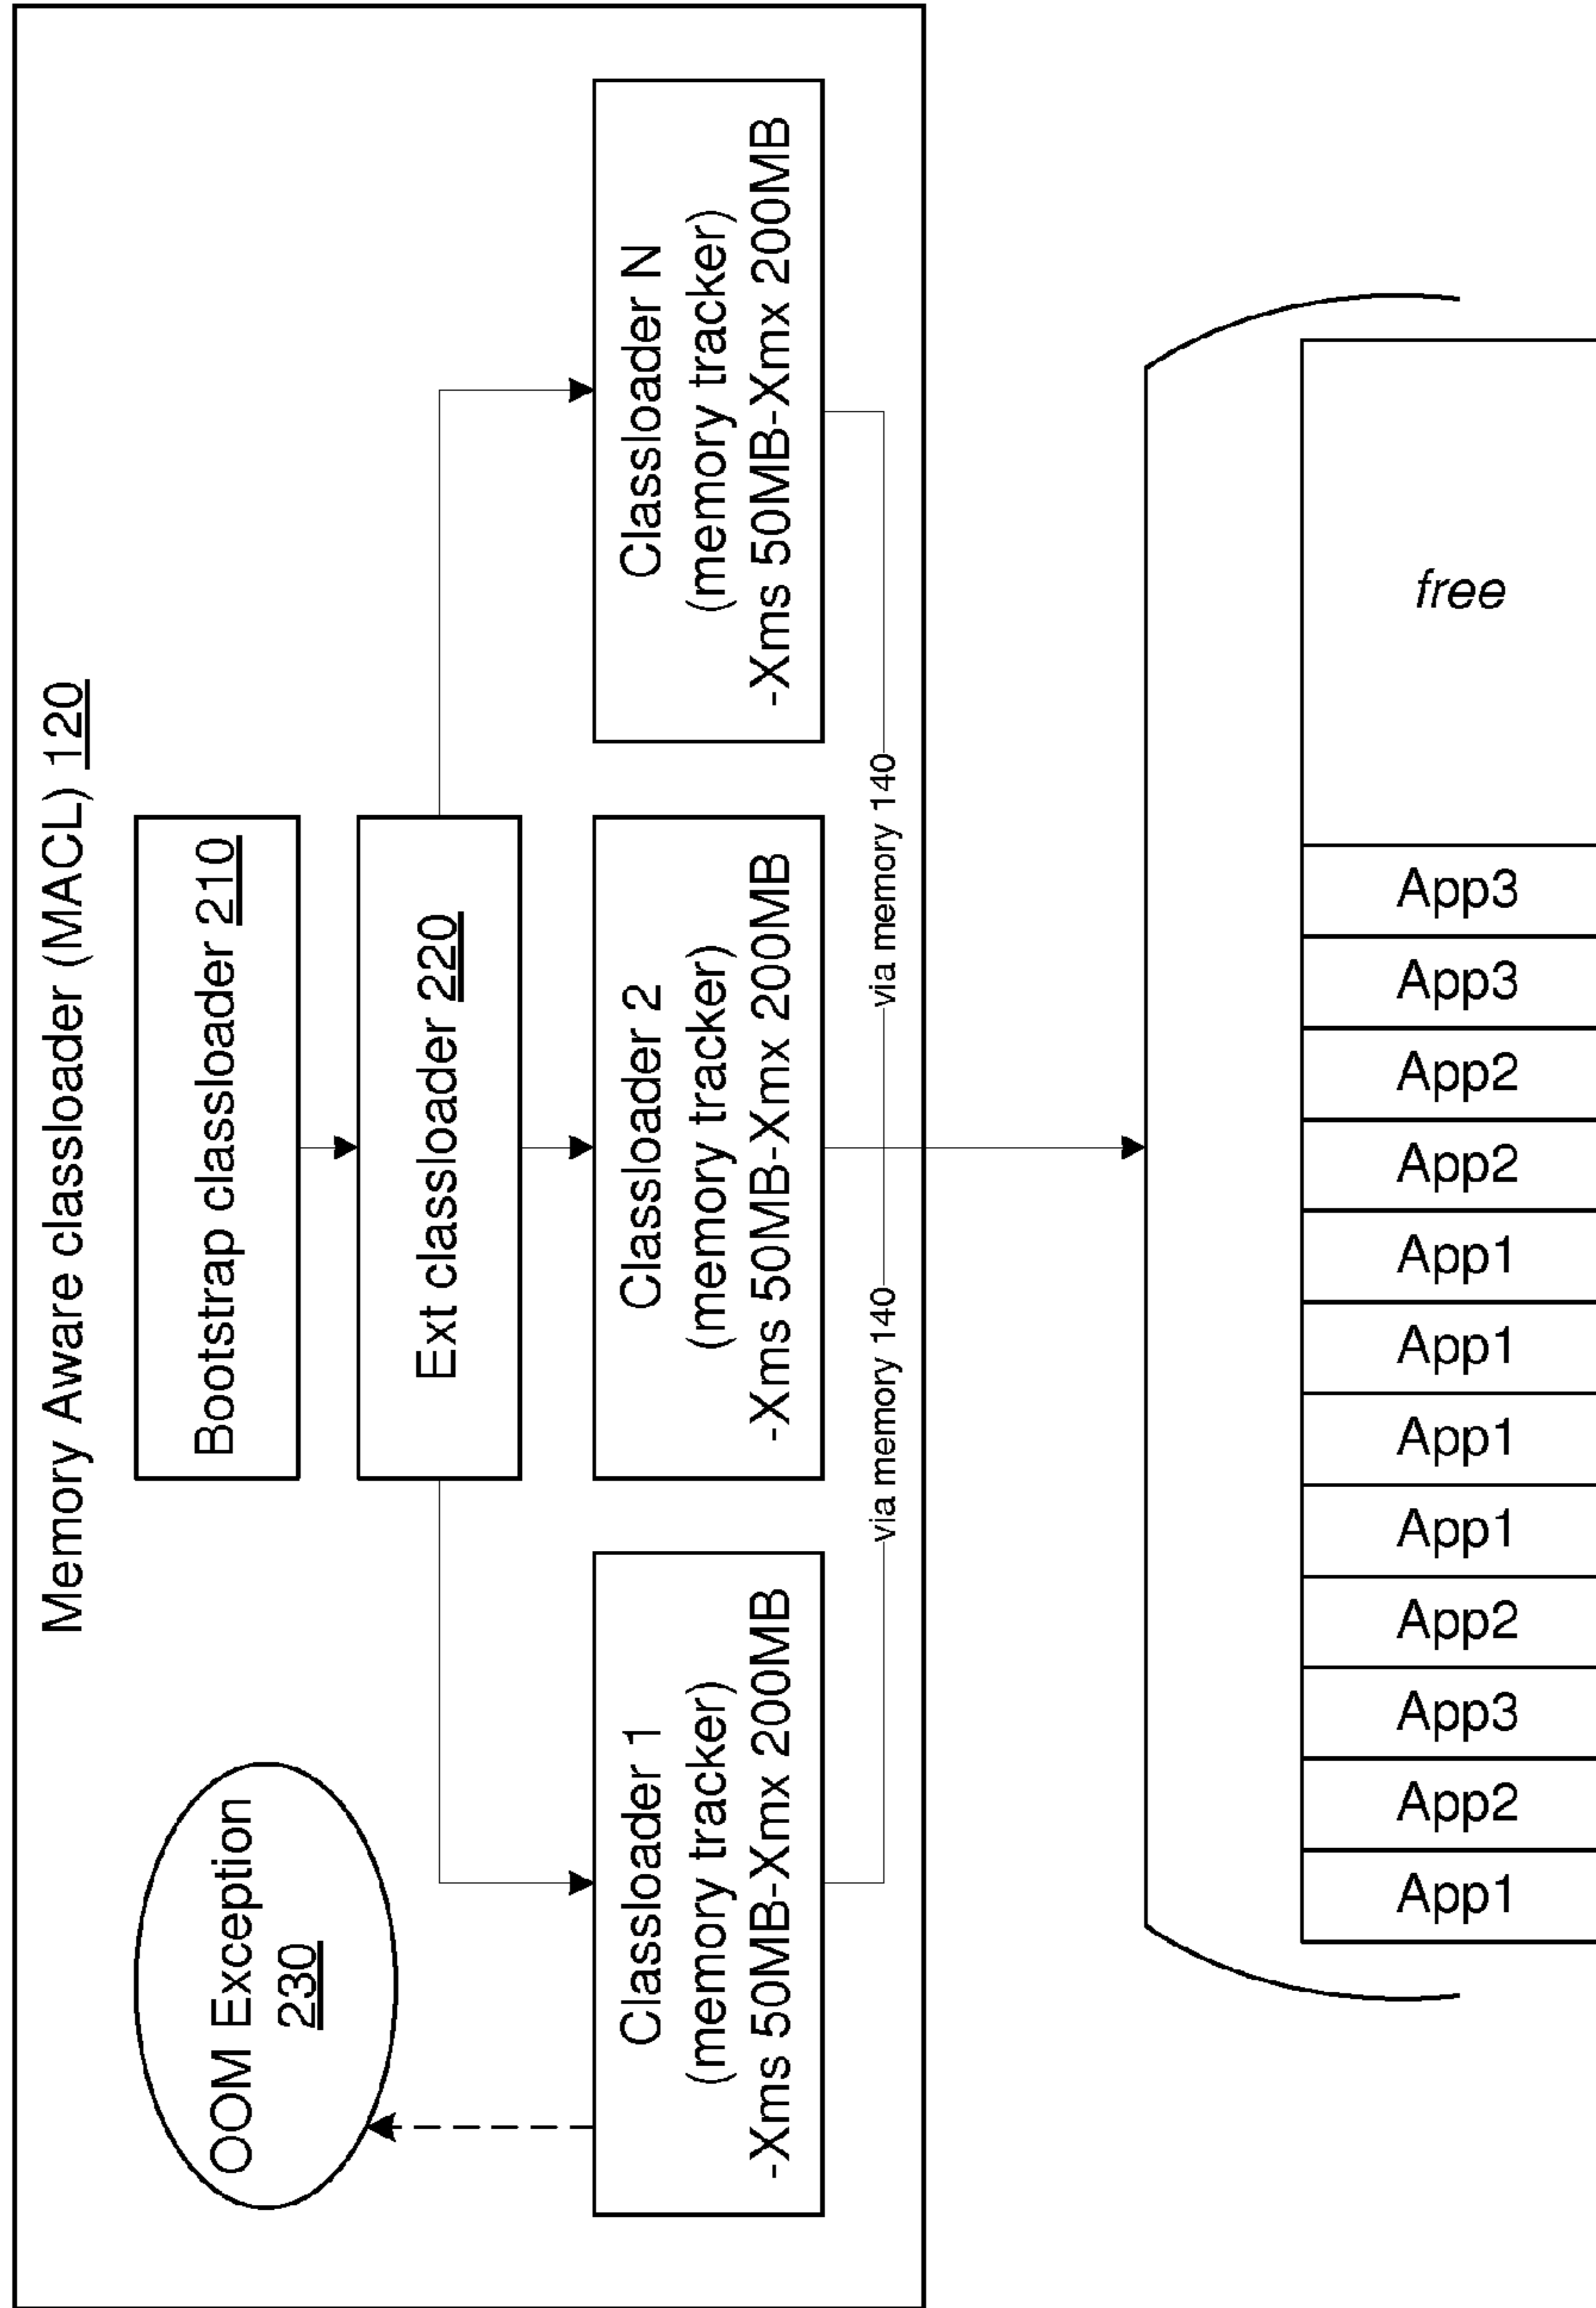 Memory Aware classloader (MACL) 120
OOM Exception
230
Bootstrap classloader 210
Ext classloader 220
Classloader 1
(memory tracker)
-Xms 50MB-Xmx 200MB
Classloader 2
(memory tracker)
-Xms 50MB-Xmx 200MB
Classloader N
(memory tracker)
-Xms 50MB-Xmx 200MB
via memory 140
via memory 140
free
App3
App3
App2
App2
App1
App1
App1
App1
App2
App3
App2
App1